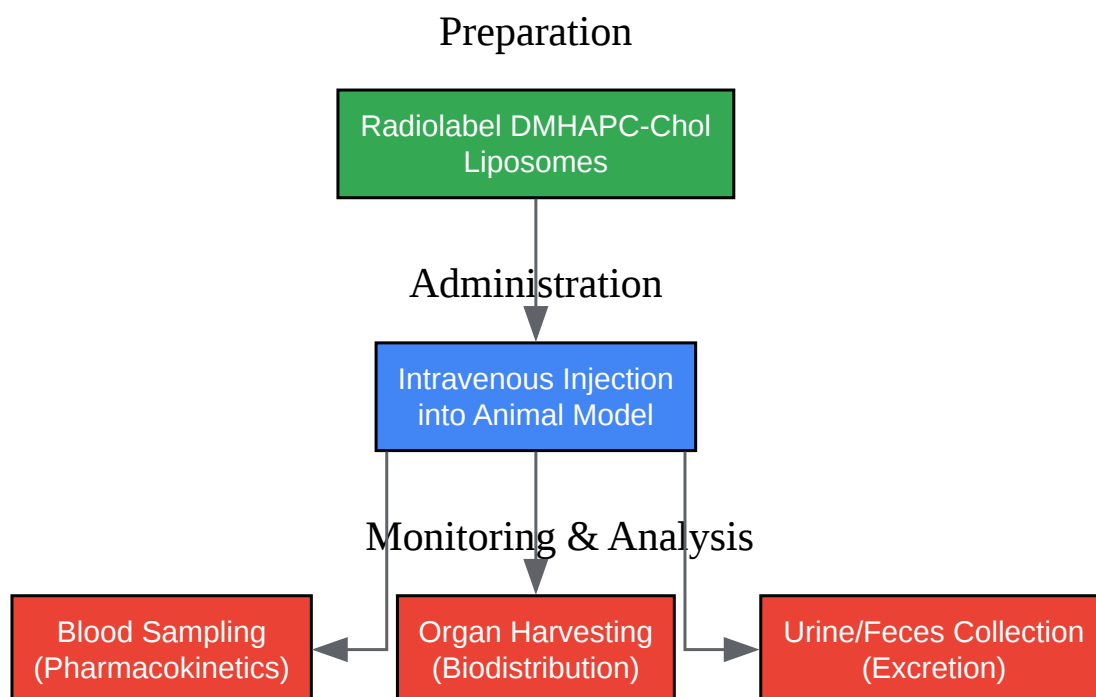 Preparation
Radiolabel DMHAPC-Chol
Liposomes
Administration
Intravenous Injection
into Animal Model
Monitoring & Analysis
Blood Sampling
(Pharmacokinetics)
Organ Harvesting
(Biodistribution)
Urine/Feces Collection
(Excretion)